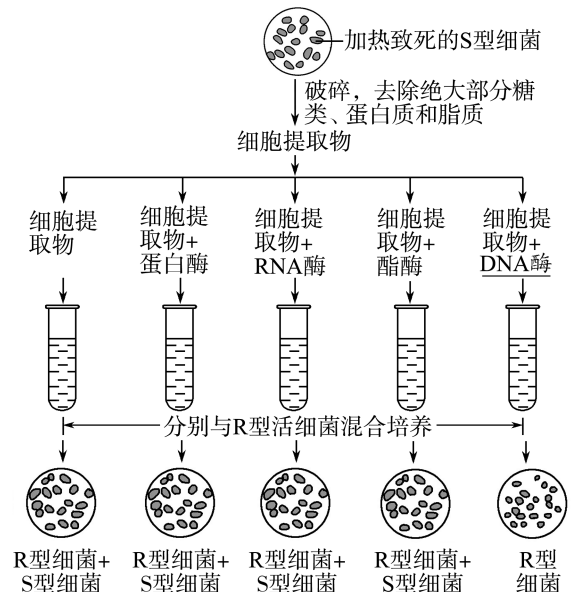 加热致死的S型细菌
破碎，去除绝大部分糖
类、蛋白质和脂质
细胞提取物
细胞提
取物
细胞提
取物+
蛋白酶
细胞提
取物+
RNA酶
细胞提
取物+
酯酶
细胞提
取物+
DNA酶
分别与R型活细菌混合培养
R型细菌+
S型细菌
R型细菌+
S型细菌
R型细菌+
S型细菌
R型细菌+
S型细菌
R型
细菌